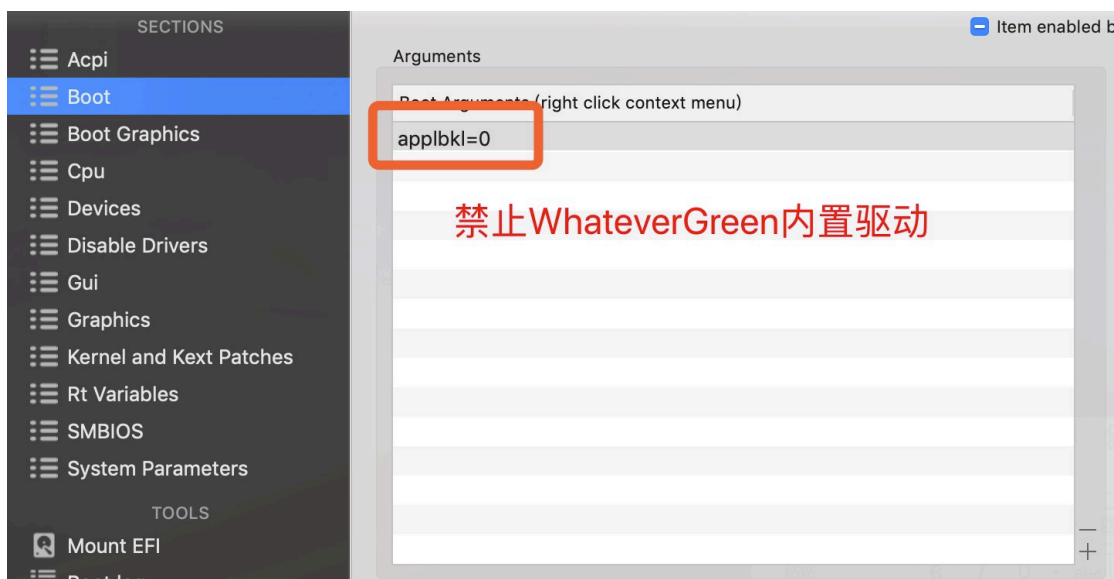 SECTIONS
Acpi
Boot
Boot Graphics
Cpu
Devices
Disable Drivers
Gui
Graphics
Kernel and Kext Patches
Rt Variables
SMBIOS
System Parameters
TOOLS
Mount EFI
Item enabled b
Arguments
Boot Arguments (right click context menu)
applbkl=0
禁止WhateverGreen内置驱动